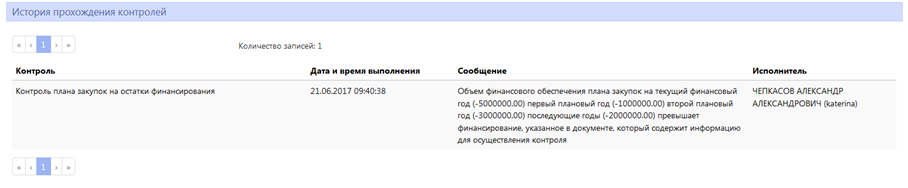 История прохождения контролей
« ‹ 1 › »
Количество записей: 1
Контроль Дата и время выполнения Сообщение Исполнитель
Контроль плана закупок на остатки финансирования 21.06.2017 09:40:38 Объем финансового обеспечения плана закупок на текущий финансовый ЧЕПКАСОВ АЛЕКСАНДР
год (-5000000.00) первый плановый год (-1000000.00) второй плановый АЛЕКСАНДРОВИЧ (katerina)
год (-3000000.00) последующие годы (-2000000.00) превышает
финансирование, указанное в документе, который содержит информацию
для осуществления контроля
« ‹ 1 › »